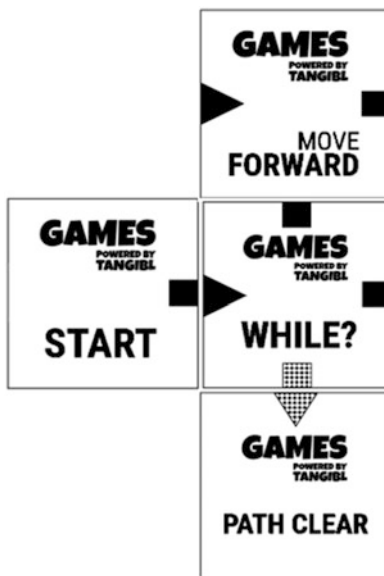 GAMES
POWERED BY
TANGIBL
MOVE
FORWARD
GAMES
POWERED BY
TANGIBL
START
GAMES
POWERED BY
TANGIBL
WHILE?
GAMES
POWERED BY
TANGIBL
PATH CLEAR